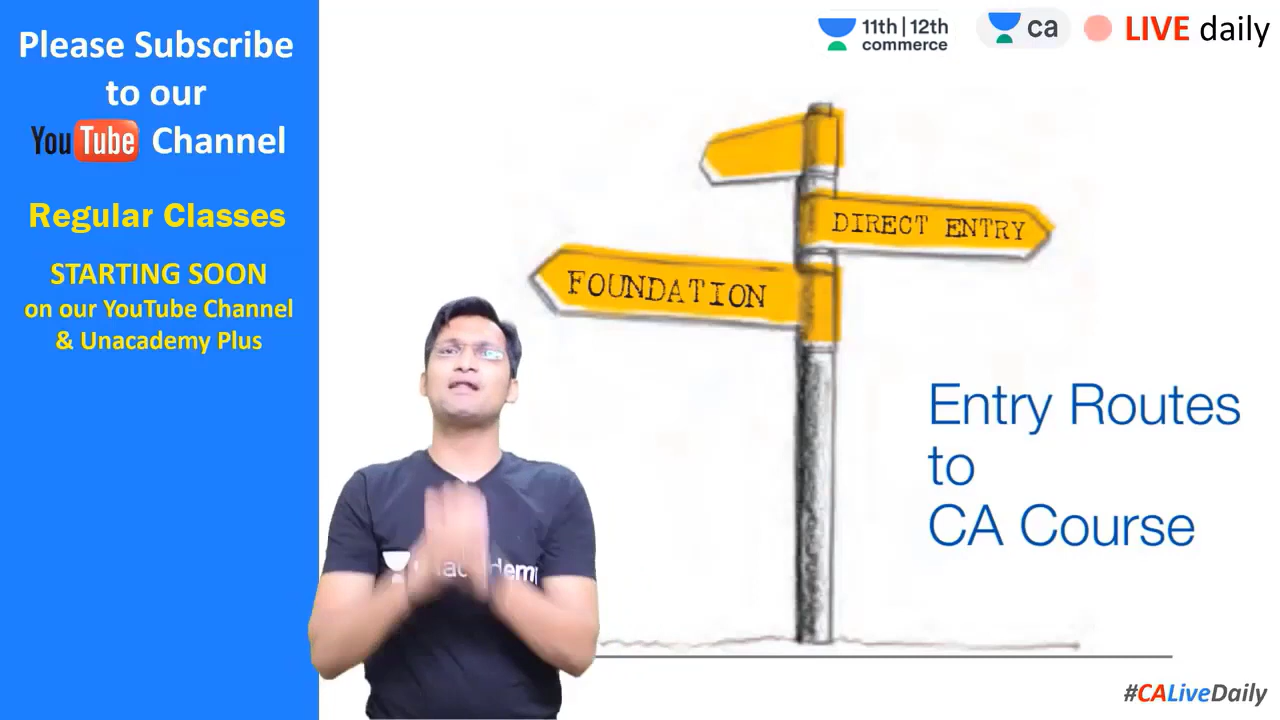 Please Subscribe
to our
YouTube Channel
Regular Classes
STARTING SOON
on our YouTube Channel
& Unacademy Plus
11th | 12th
commerce
ca
LIVE daily
DIRECT ENTRY
FOUNDATION
Entry Routes
to
CA Course
#CALiveDaily